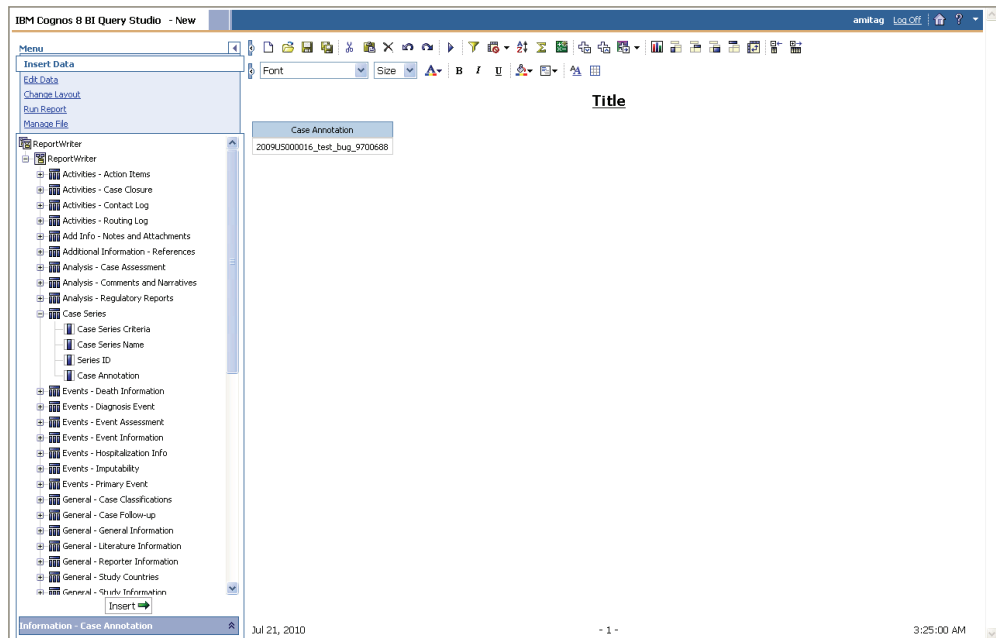 IBM Cognos 8 BI Query Studio - New
amitag Log Off ?
Menu
Insert Data
Edit Data
Change Layout
Run Report
Manage File
ReportWriter
ReportWriter
Activities - Action Items
Activities - Case Closure
Activities - Contact Log
Activities - Routing Log
Add Info - Notes and Attachments
Additional Information - References
Analysis - Case Assessment
Analysis - Comments and Narratives
Analysis - Regulatory Reports
Case Series
Case Series Criteria
Case Series Name
Series ID
Case Annotation
Events - Death Information
Events - Diagnosis Event
Events - Event Assessment
Events - Event Information
Events - Hospitalization Info
Events - Imputability
Events - Primary Event
General - Case Classifications
General - Case Follow-up
General - General Information
General - Literature Information
General - Reporter Information
General - Study Countries
General - Study Information
Insert
Information - Case Annotation
Font Size A B I U
Title
Case Annotation
2009US000016_test_bug_9700688
Jul 21, 2010
- 1 -
3:25:00 AM